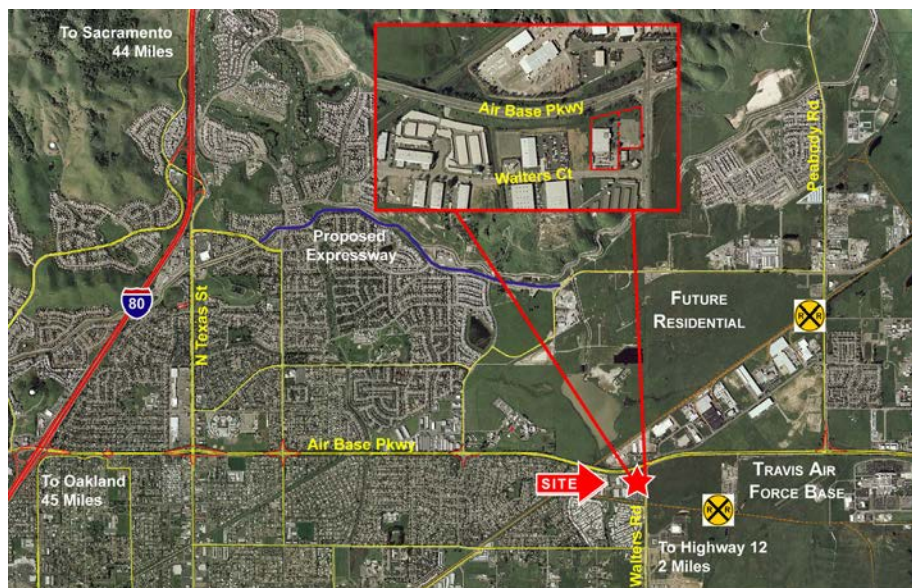 To Sacramento
44 Miles
Air Base Pkwy
Walters Ct
Peabody Rd
Proposed
Expressway
80
N Texas St
FUTURE
RESIDENTIAL
R R
Air Base Pkwy
To Oakland
45 Miles
SITE
Walters Rd
TRAVIS AIR
FORCE BASE
R R
To Highway 12
2 Miles